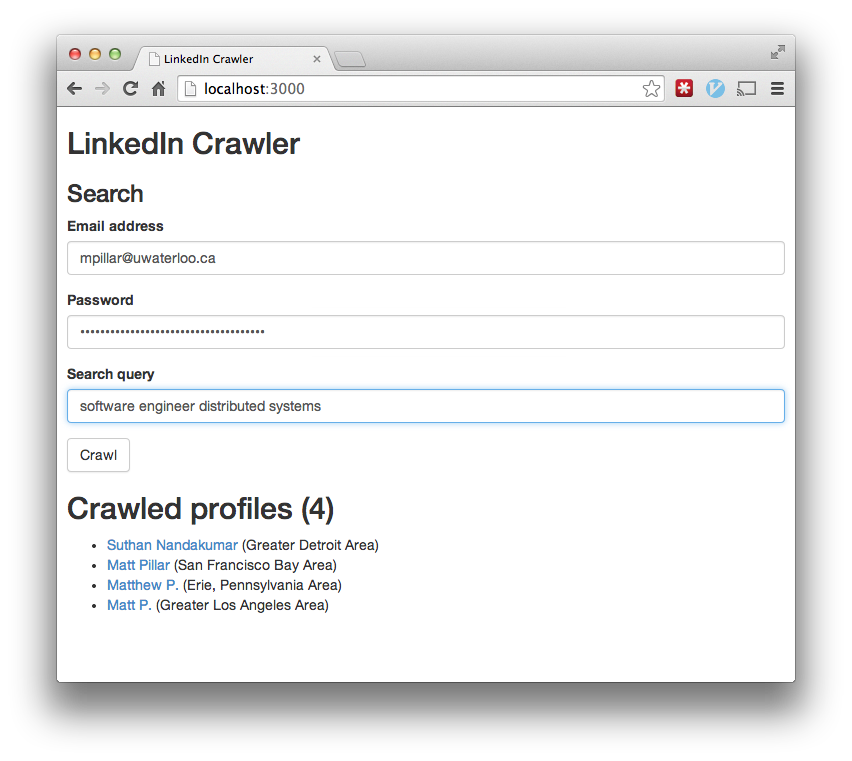 LinkedIn Crawler
localhost:3000
LinkedIn Crawler
Search
Email address
mpillar@uwaterloo.ca
Password
•••••••••••••••••••••••••••••••••••••
Search query
software engineer distributed systems
Crawl
Crawled profiles (4)
• Suthan Nandakumar (Greater Detroit Area)
• Matt Pillar (San Francisco Bay Area)
• Matthew P. (Erie, Pennsylvania Area)
• Matt P. (Greater Los Angeles Area)